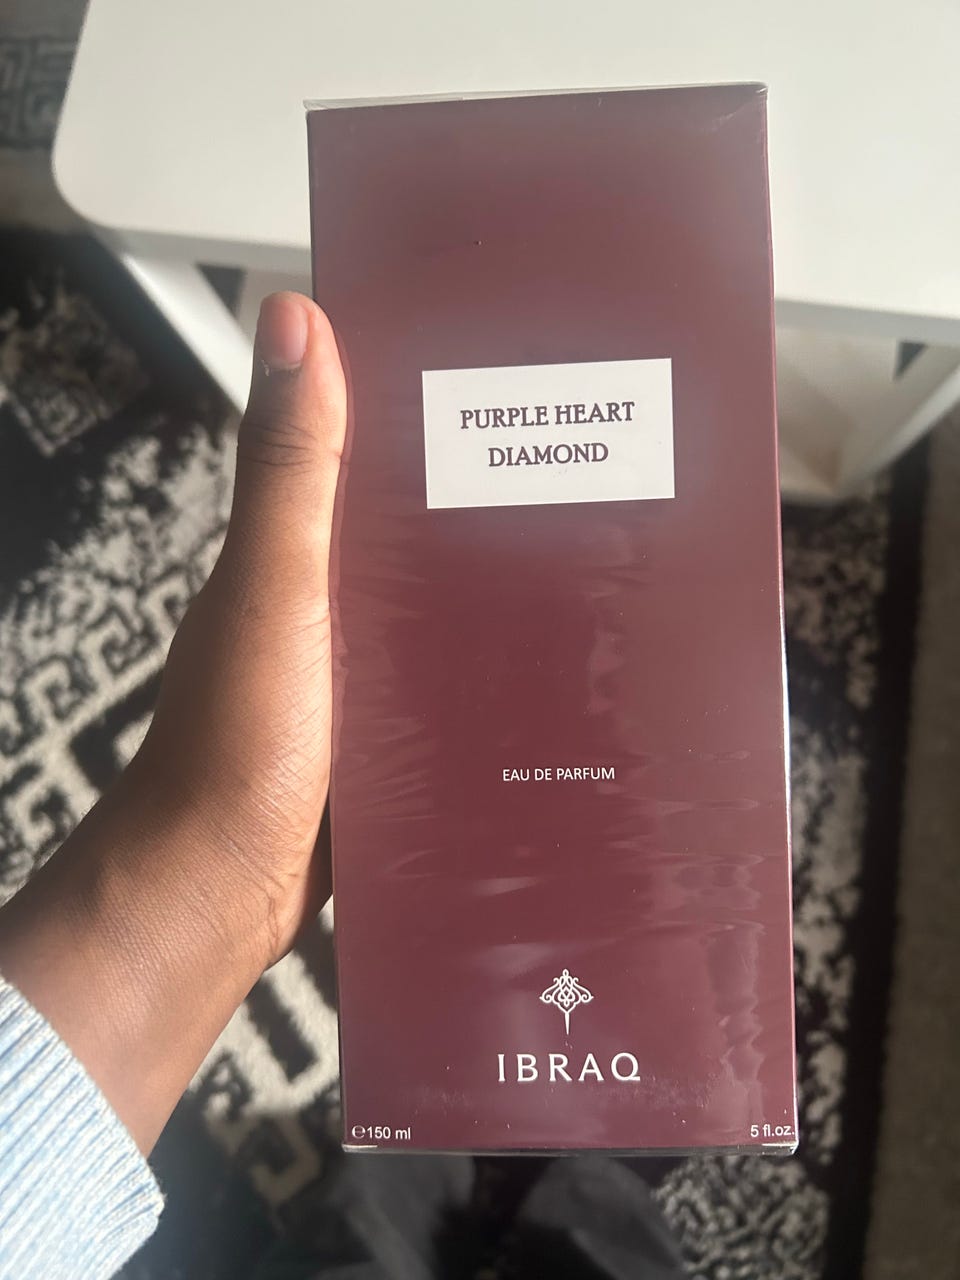 PURPLE HEART
DIAMOND
EAU DE PARFUM
IBRAQ
℮150 ml
5 fl.oz.